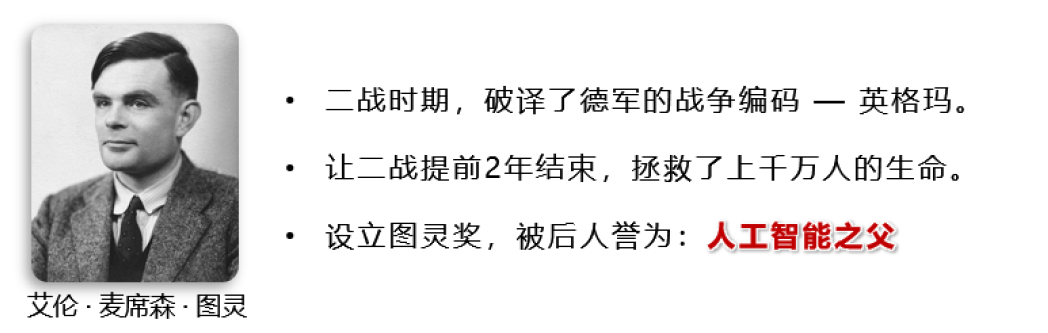 • 二战时期，破译了德军的战争编码 — 英格玛。
• 让二战提前2年结束，拯救了上千万人的生命。
• 设立图灵奖，被后人誉为：人工智能之父
艾伦 · 麦席森 · 图灵